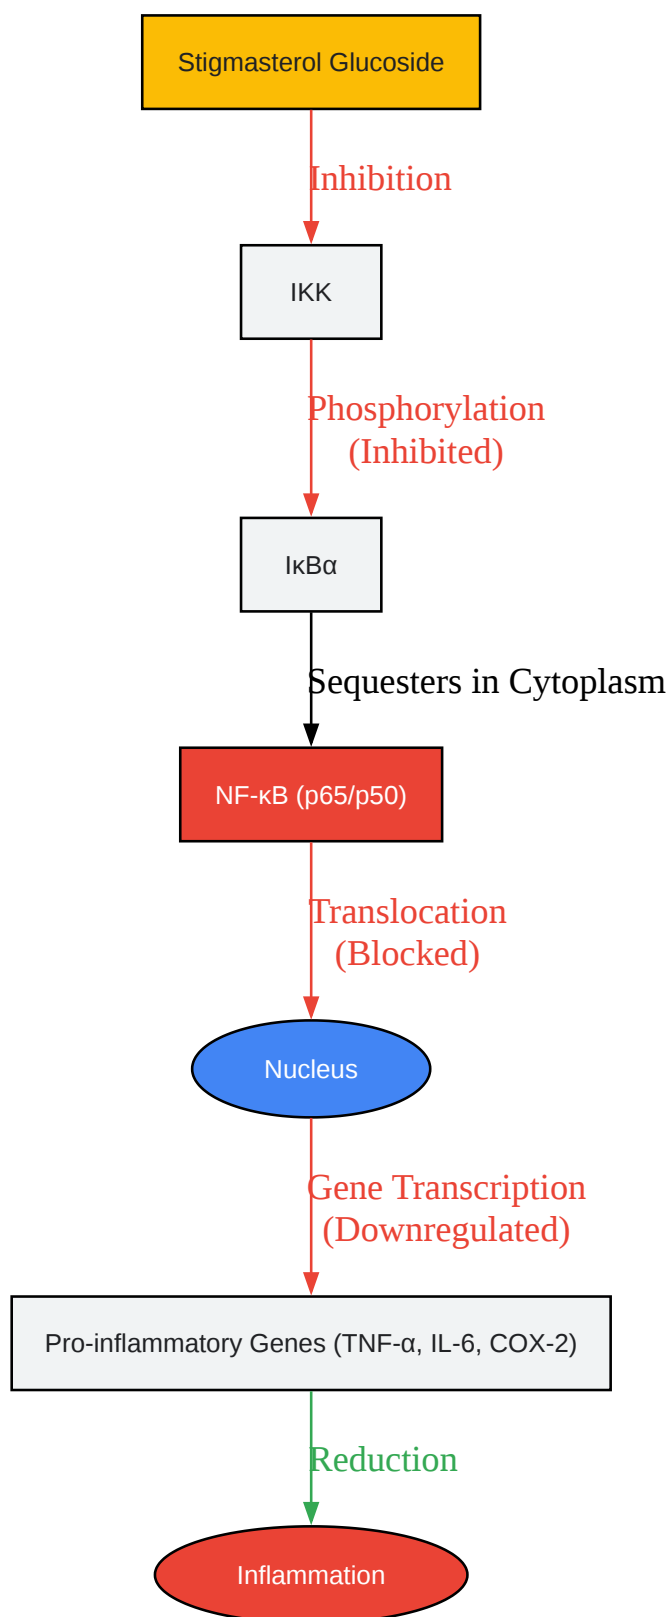 Stigmasterol Glucoside
Inhibition
IKK
Phosphorylation
(Inhibited)
IκBα
Sequesters in Cytoplasm
NF-κB (p65/p50)
Translocation
(Blocked)
Nucleus
Gene Transcription
(Downregulated)
Pro-inflammatory Genes (TNF-α, IL-6, COX-2)
Reduction
Inflammation